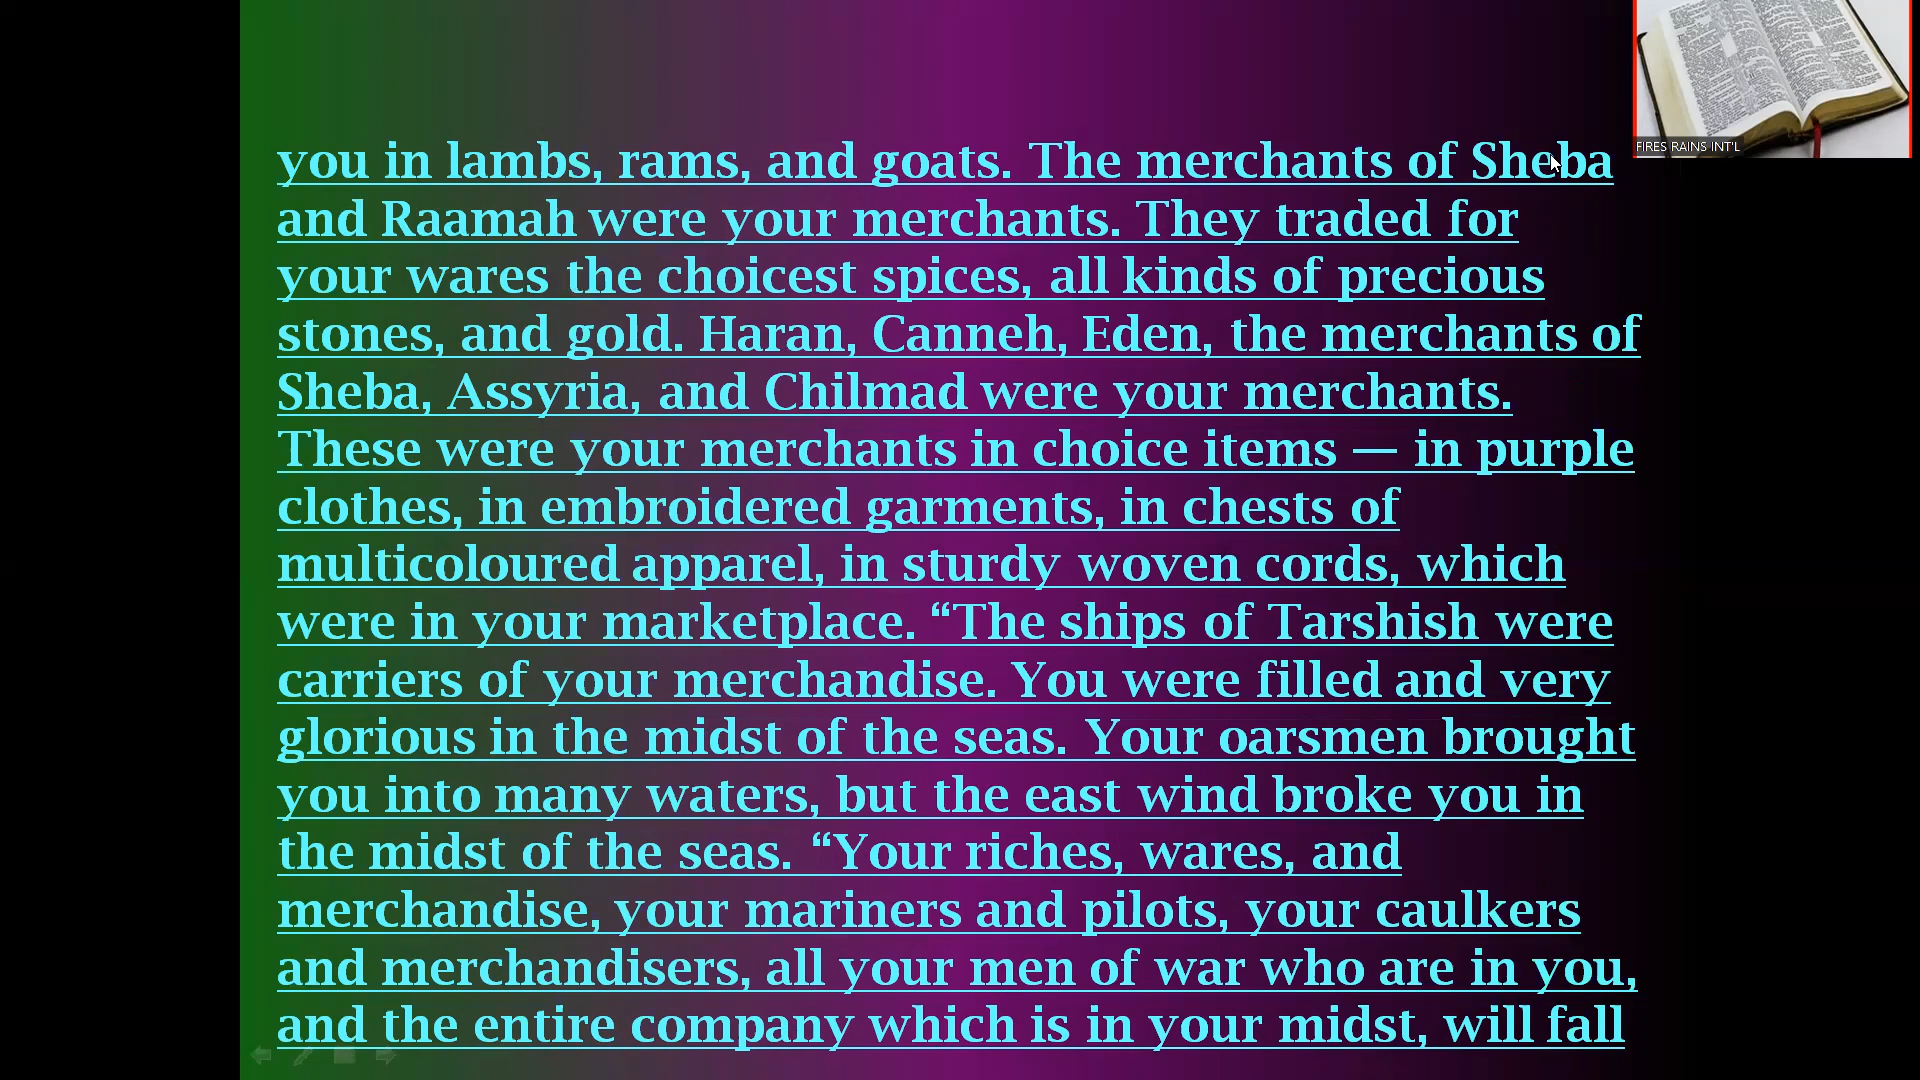 you in lambs, rams, and goats. The merchants of Sheba
and Raamah were your merchants. They traded for
your wares the choicest spices, all kinds of precious
stones, and gold. Haran, Canneh, Eden, the merchants of
Sheba, Assyria, and Chilmad were your merchants.
These were your merchants in choice items — in purple
clothes, in embroidered garments, in chests of
multicoloured apparel, in sturdy woven cords, which
were in your marketplace. “The ships of Tarshish were
carriers of your merchandise. You were filled and very
glorious in the midst of the seas. Your oarsmen brought
you into many waters, but the east wind broke you in
the midst of the seas. “Your riches, wares, and
merchandise, your mariners and pilots, your caulkers
and merchandisers, all your men of war who are in you,
and the entire company which is in your midst, will fall
FIRES RAINS INT'L